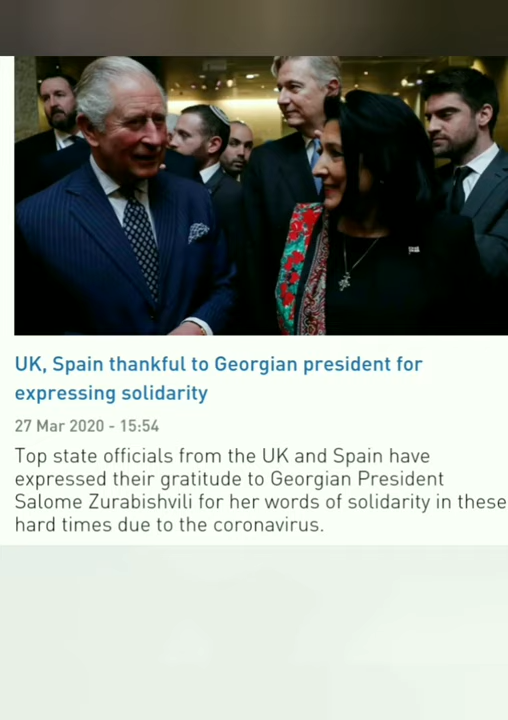 UK, Spain thankful to Georgian president for
expressing solidarity
27 Mar 2020 - 15:54
Top state officials from the UK and Spain have
expressed their gratitude to Georgian President
Salome Zurabishvili for her words of solidarity in these
hard times due to the coronavirus.